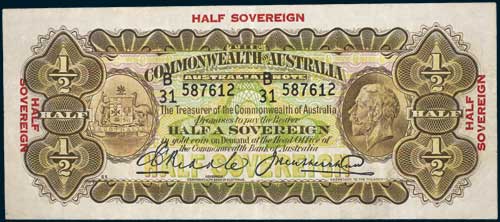 HALF SOVEREIGN
THE
COMMONWEALTH OF AUSTRALIA
AUSTRALIAN NOTE
B B
31 587612 31 587612
The Treasurer of the Commonwealth of Australia
Promises to pay the Bearer
HALF A SOVEREIGN
in gold coin on Demand at the Head Office of
the Commonwealth Bank of Australia
HALF SOVEREIGN
1/2
1/2
HALF
HALF
1/2
1/2
HALF SOVEREIGN
HALF SOVEREIGN